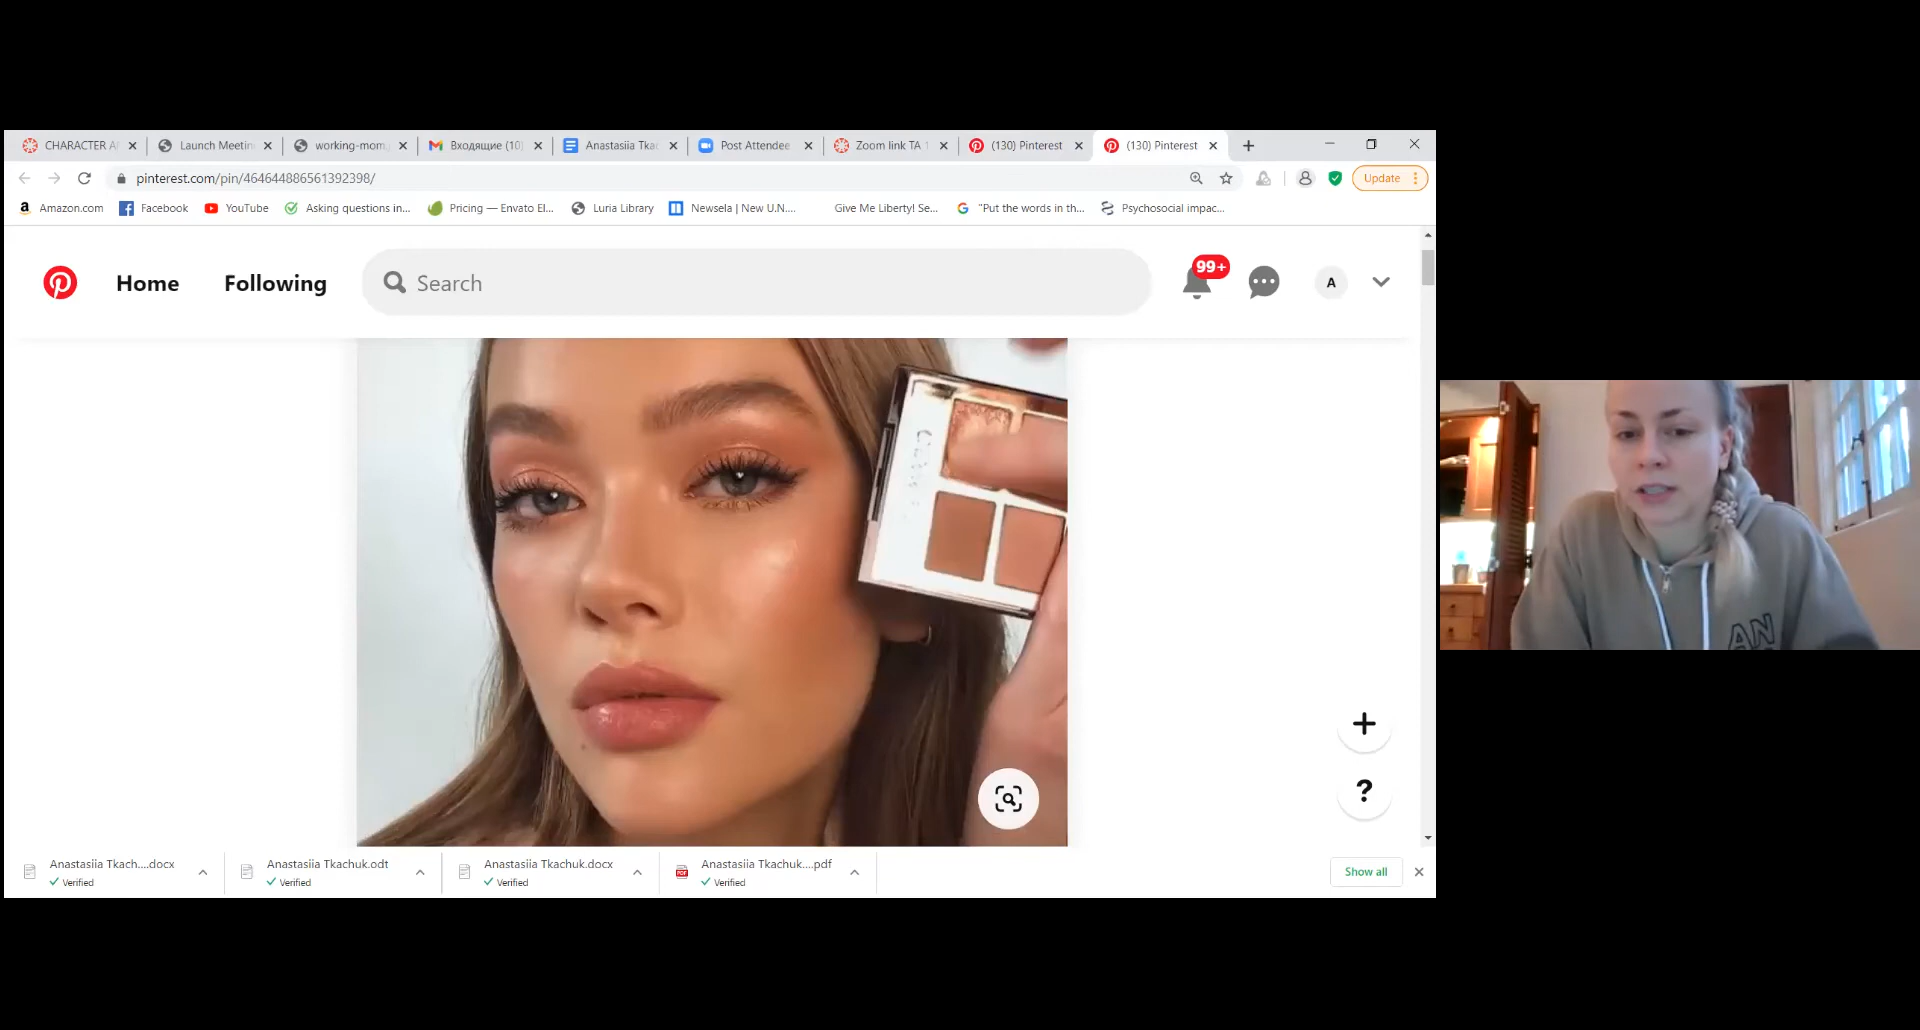 CHARACTER A
Launch Meetin
working-mom.
Входящие (10)
Anastasiia Tka
Post Attendee
Zoom link TA 1
(130) Pinterest
(130) Pinterest
pinterest.com/pin/464644886561392398/
Update
Amazon.com
Facebook
YouTube
Asking questions in...
Pricing — Envato El...
Luria Library
Newsela | New U.N....
Give Me Liberty! Se...
"Put the words in th...
Psychosocial impac...
Home
Following
Search
99+
A
?
AN
Anastasiia Tkach....docx
Verified
Anastasiia Tkachuk.odt
Verified
Anastasiia Tkachuk.docx
Verified
Anastasiia Tkachuk....pdf
Verified
Show all